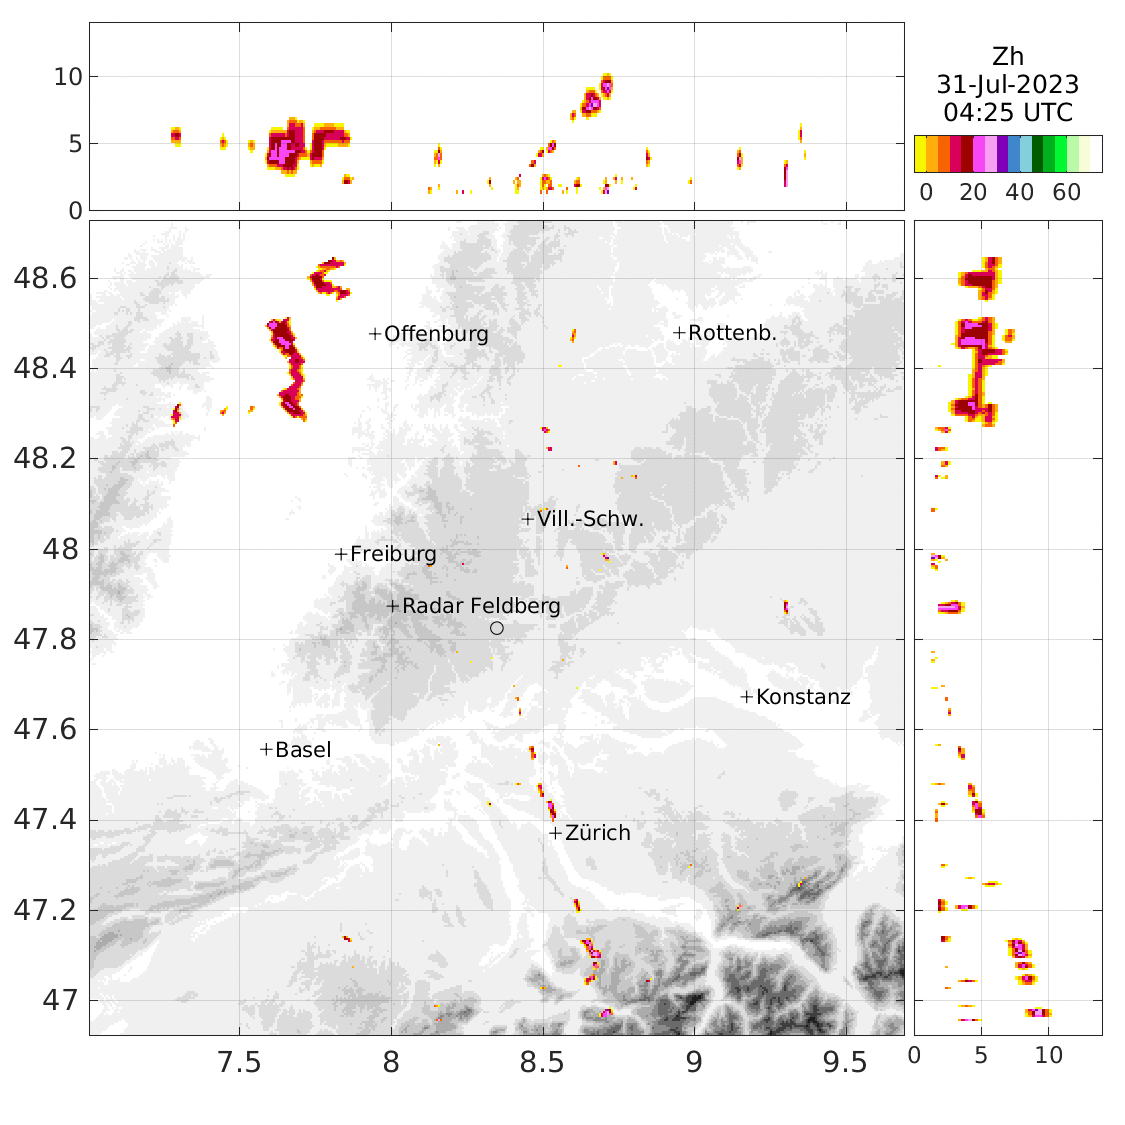 Zh
31-Jul-2023
04:25 UTC
0 20 40 60
10
5
0
48.6
48.4
48.2
48
47.8
47.6
47.4
47.2
47
Offenburg
Rottenb.
Vill.-Schw.
Freiburg
Radar Feldberg
Konstanz
Basel
Zürich
7.5 8 8.5 9 9.5
0 5 10